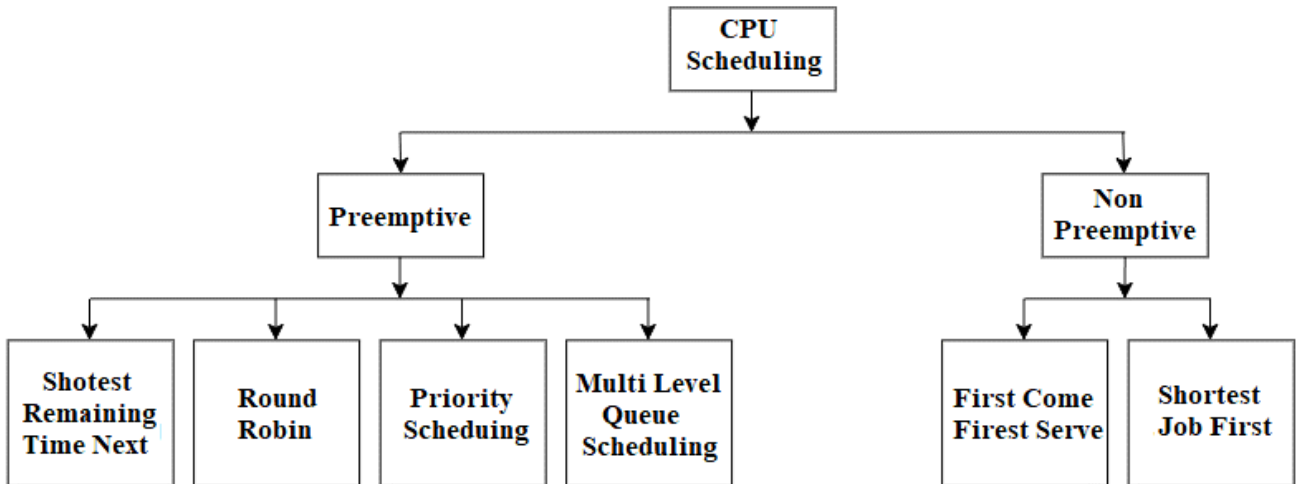 CPU
Scheduling
Preemptive
Non
Preemptive
Shotest
Remaining
Time Next
Round
Robin
Priority
Scheduing
Multi Level
Queue
Scheduling
First Come
Firest Serve
Shortest
Job First